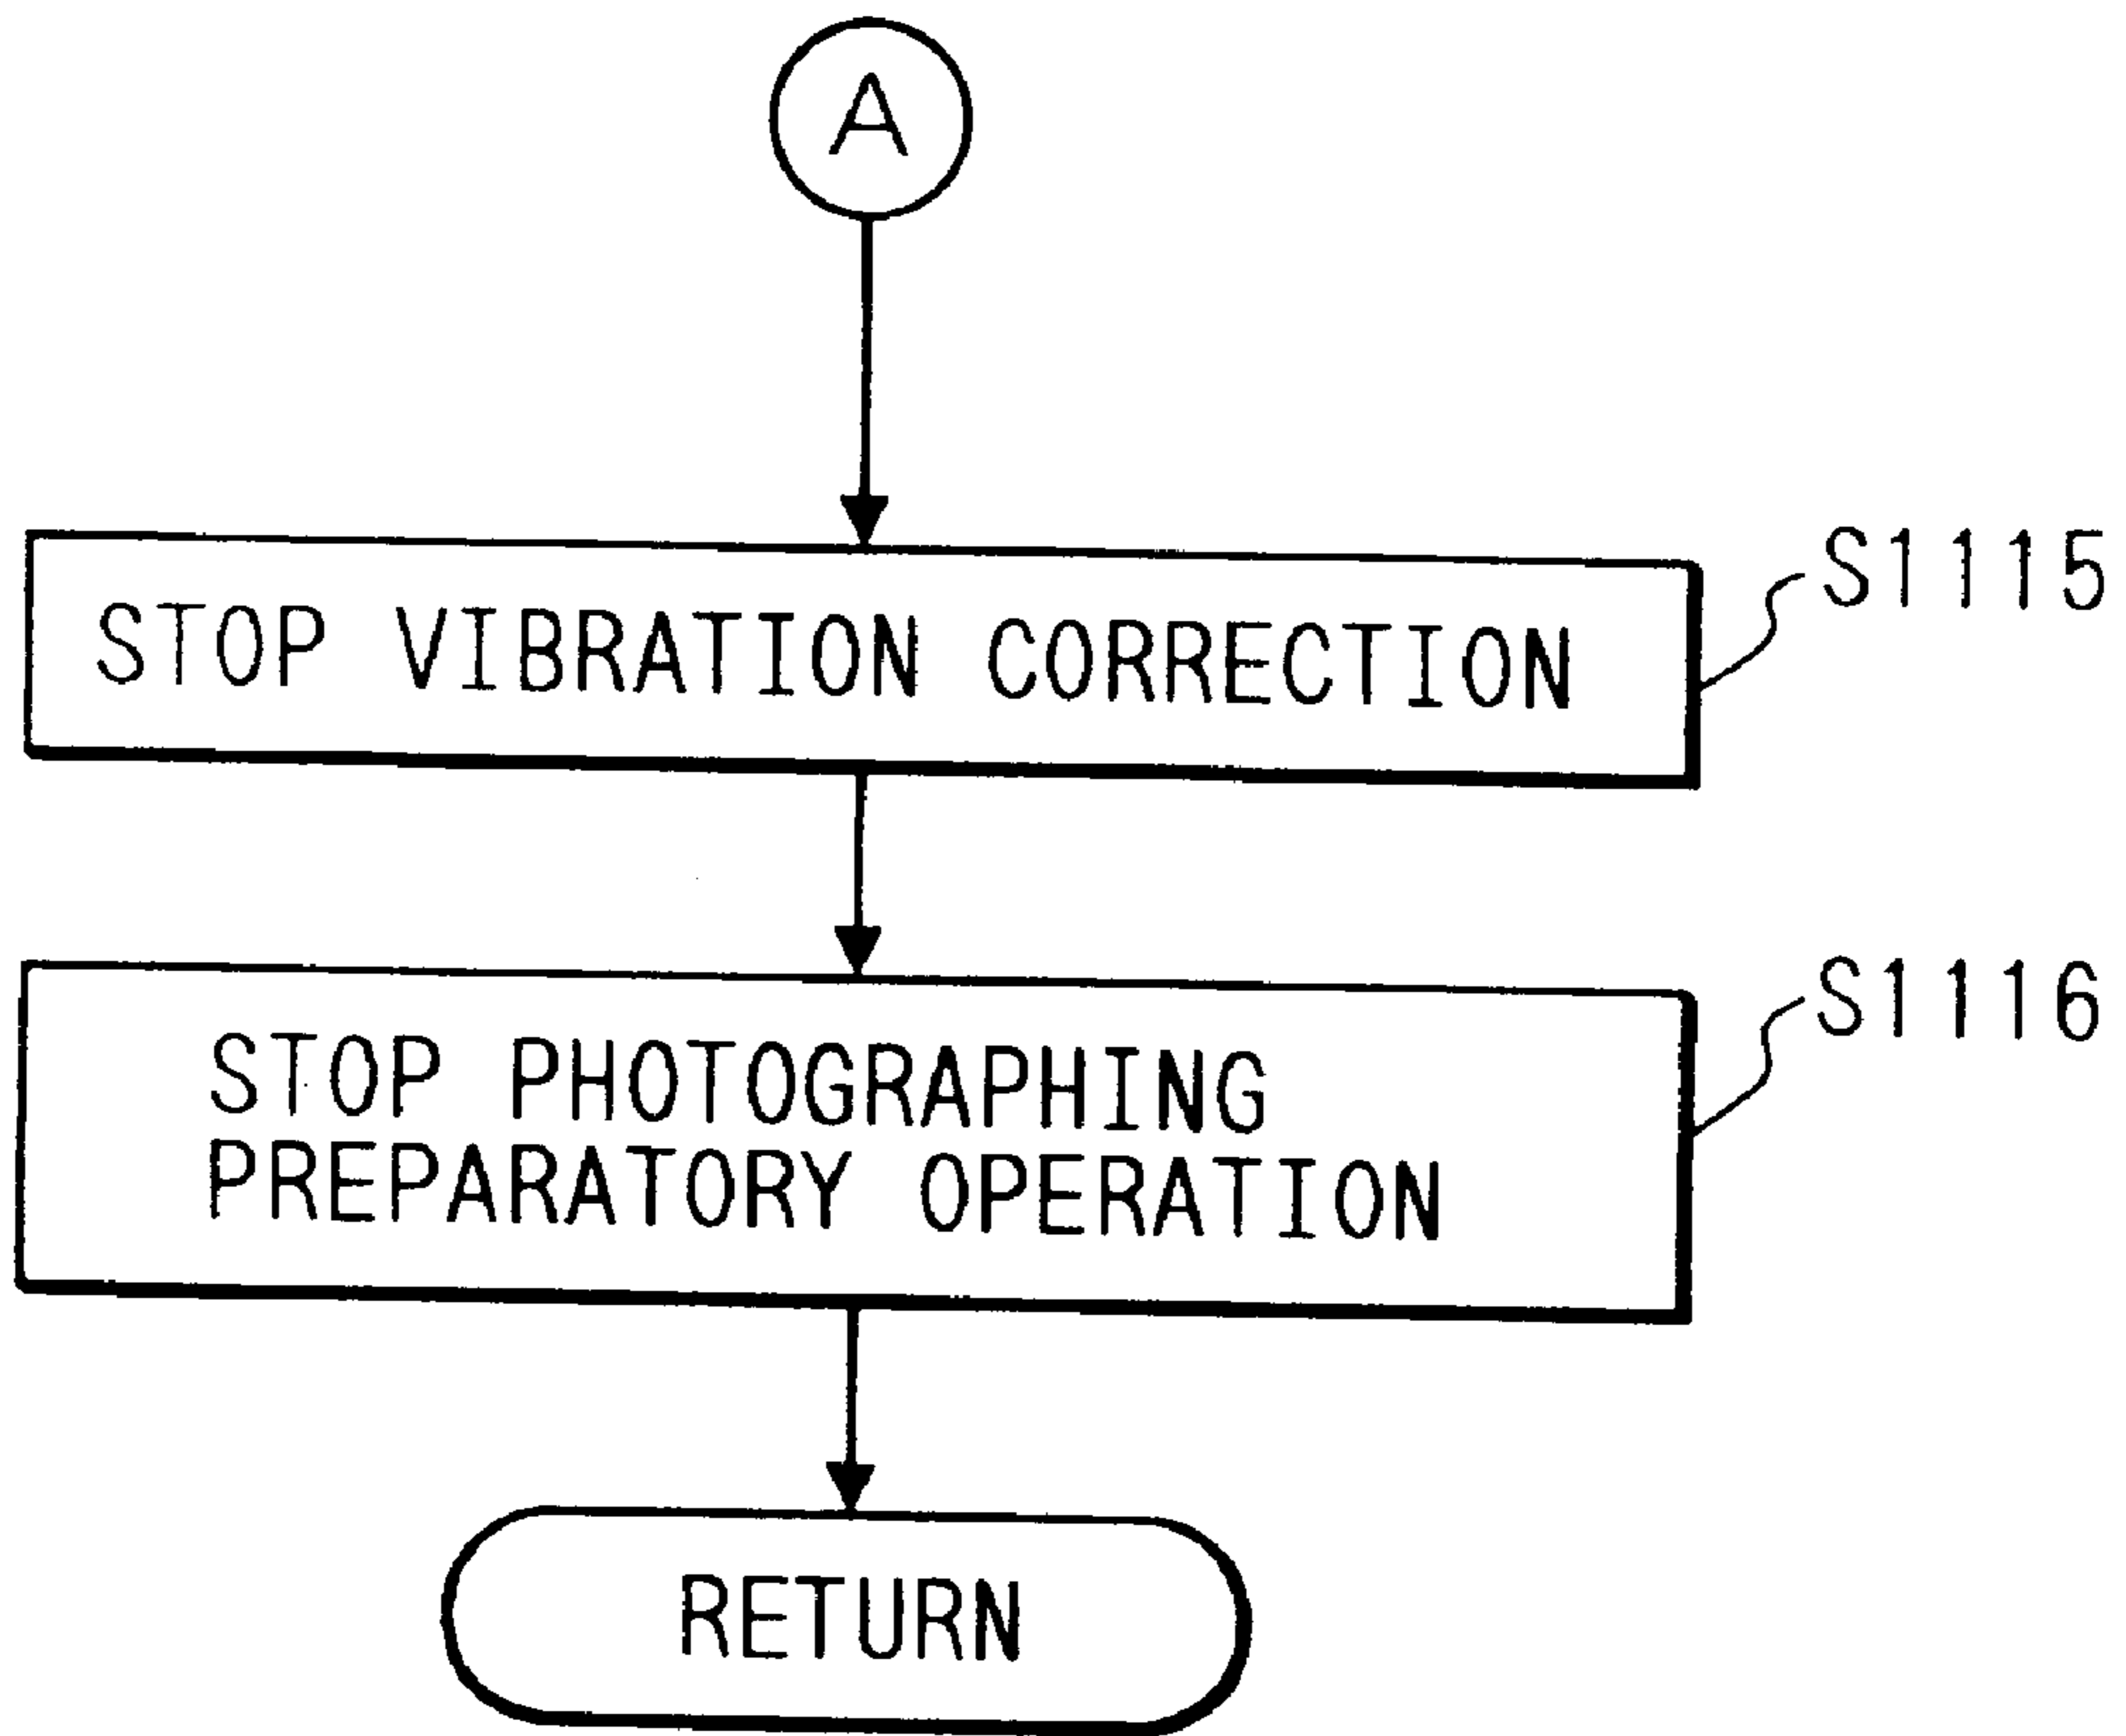 A
STOP VIBRATION CORRECTION
S1115
STOP PHOTOGRAPHING
PREPARATORY OPERATION
S1116
RETURN